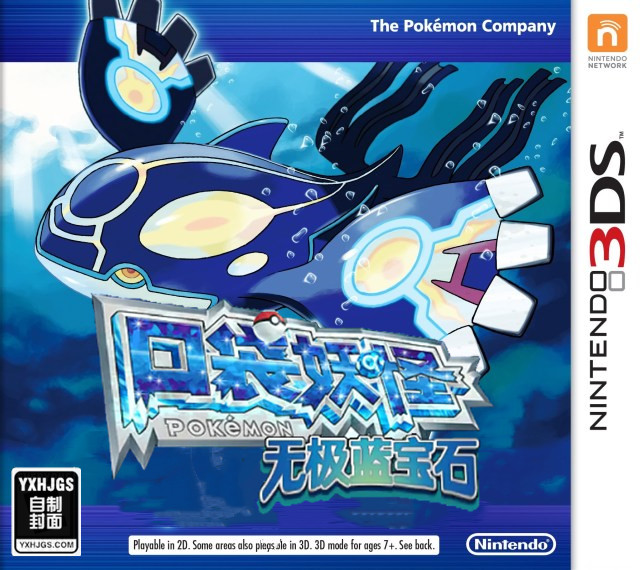 The Pokémon Company
NINTENDO
NETWORK
NINTENDO 3DS™
口袋妖怪
α
POKéMON
无极蓝宝石
YXHJGS
自制
封面
YXHJGS.COM
Playable in 2D. Some areas also in 3D. 3D mode for ages 7+. See back.
Nintendo